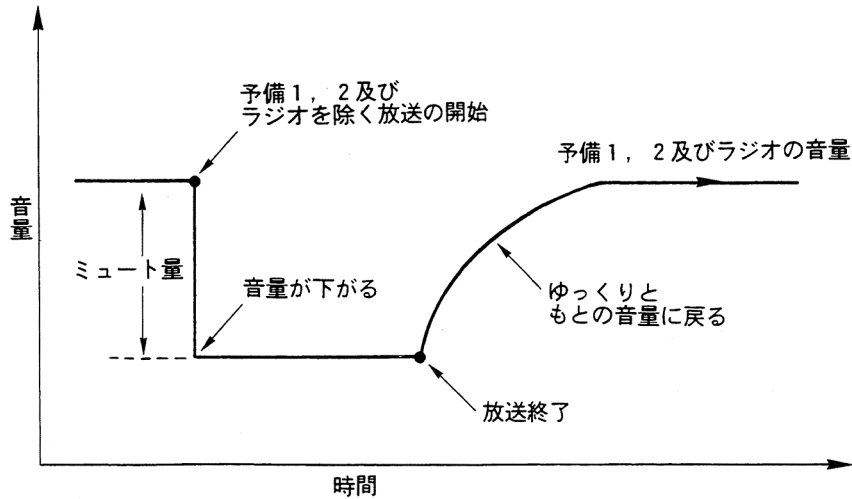 予備1，2及び
ラジオを除く放送の開始
予備1，2及びラジオの音量
音量
ミュート量
音量が下がる
ゆっくりと
もとの音量に戻る
放送終了
時間